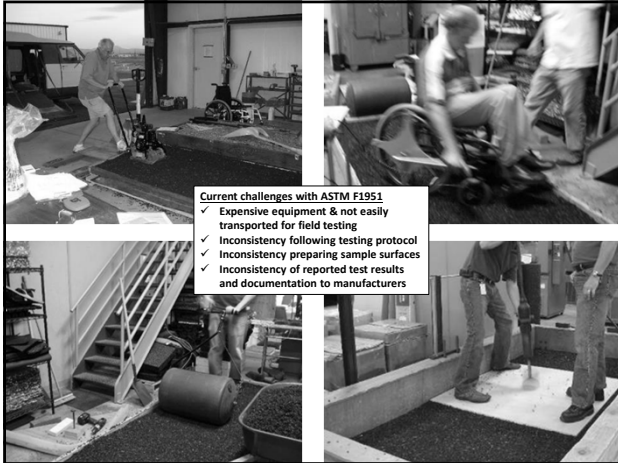 Current challenges with ASTM F1951
✓ Expensive equipment & not easily
transported for field testing
✓ Inconsistency following testing protocol
✓ Inconsistency preparing sample surfaces
✓ Inconsistency of reported test results
and documentation to manufacturers